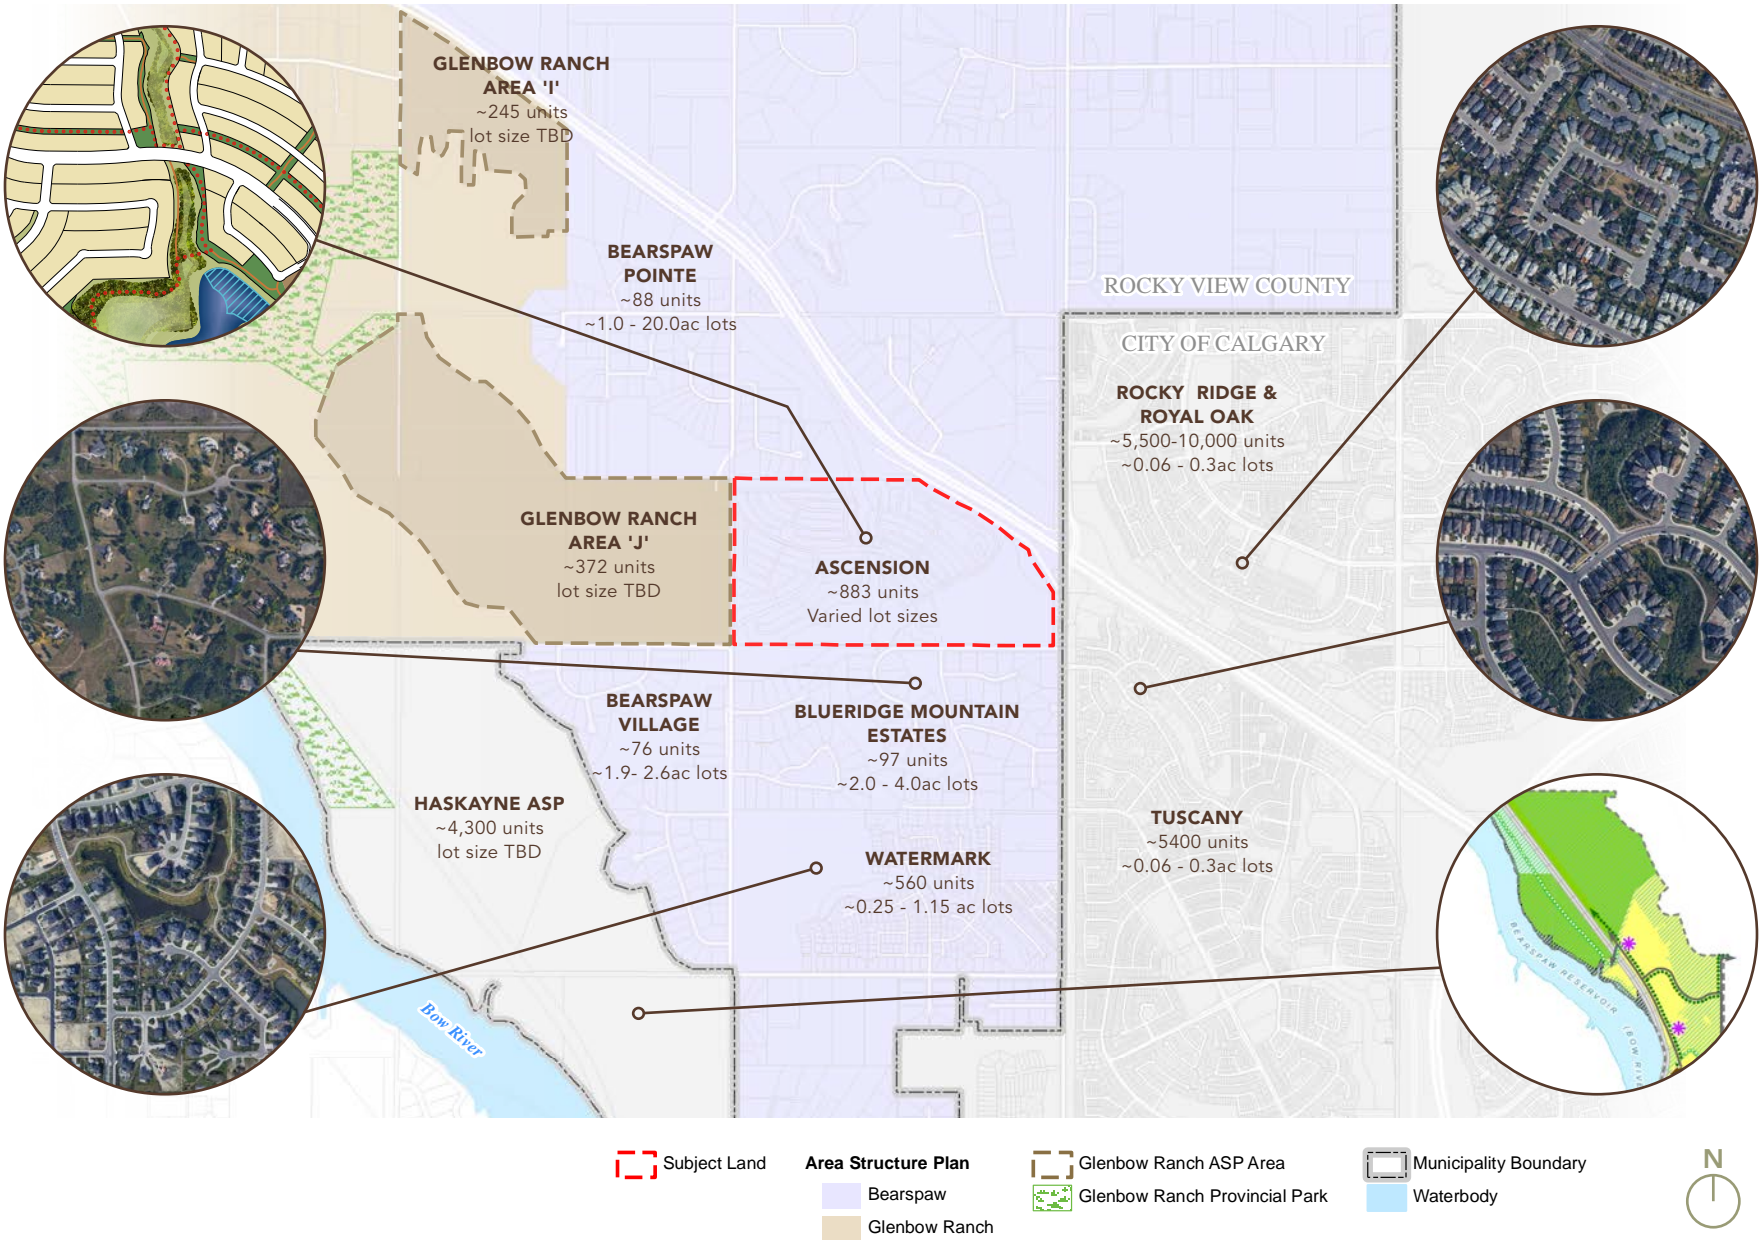 GLENBOW RANCH
AREA 'I'
~245 units
lot size TBD
BEARSPAW
POINTE
~88 units
~1.0 - 20.0ac lots
ROCKY VIEW COUNTY
CITY OF CALGARY
ROCKY RIDGE &
ROYAL OAK
~5,500-10,000 units
~0.06 - 0.3ac lots
GLENBOW RANCH
AREA 'J'
~372 units
lot size TBD
ASCENSION
~883 units
Varied lot sizes
BEARSPAW
VILLAGE
~76 units
~1.9- 2.6ac lots
BLUERIDGE MOUNTAIN
ESTATES
~97 units
~2.0 - 4.0ac lots
HASKAYNE ASP
~4,300 units
lot size TBD
TUSCANY
~5400 units
~0.06 - 0.3ac lots
WATERMARK
~560 units
~0.25 - 1.15 ac lots
Bow River
BEARSPAW RESERVOIR (BOW RIVE
Subject Land
Area Structure Plan
Bearspaw
Glenbow Ranch
Glenbow Ranch ASP Area
Glenbow Ranch Provincial Park
Municipality Boundary
Waterbody
N